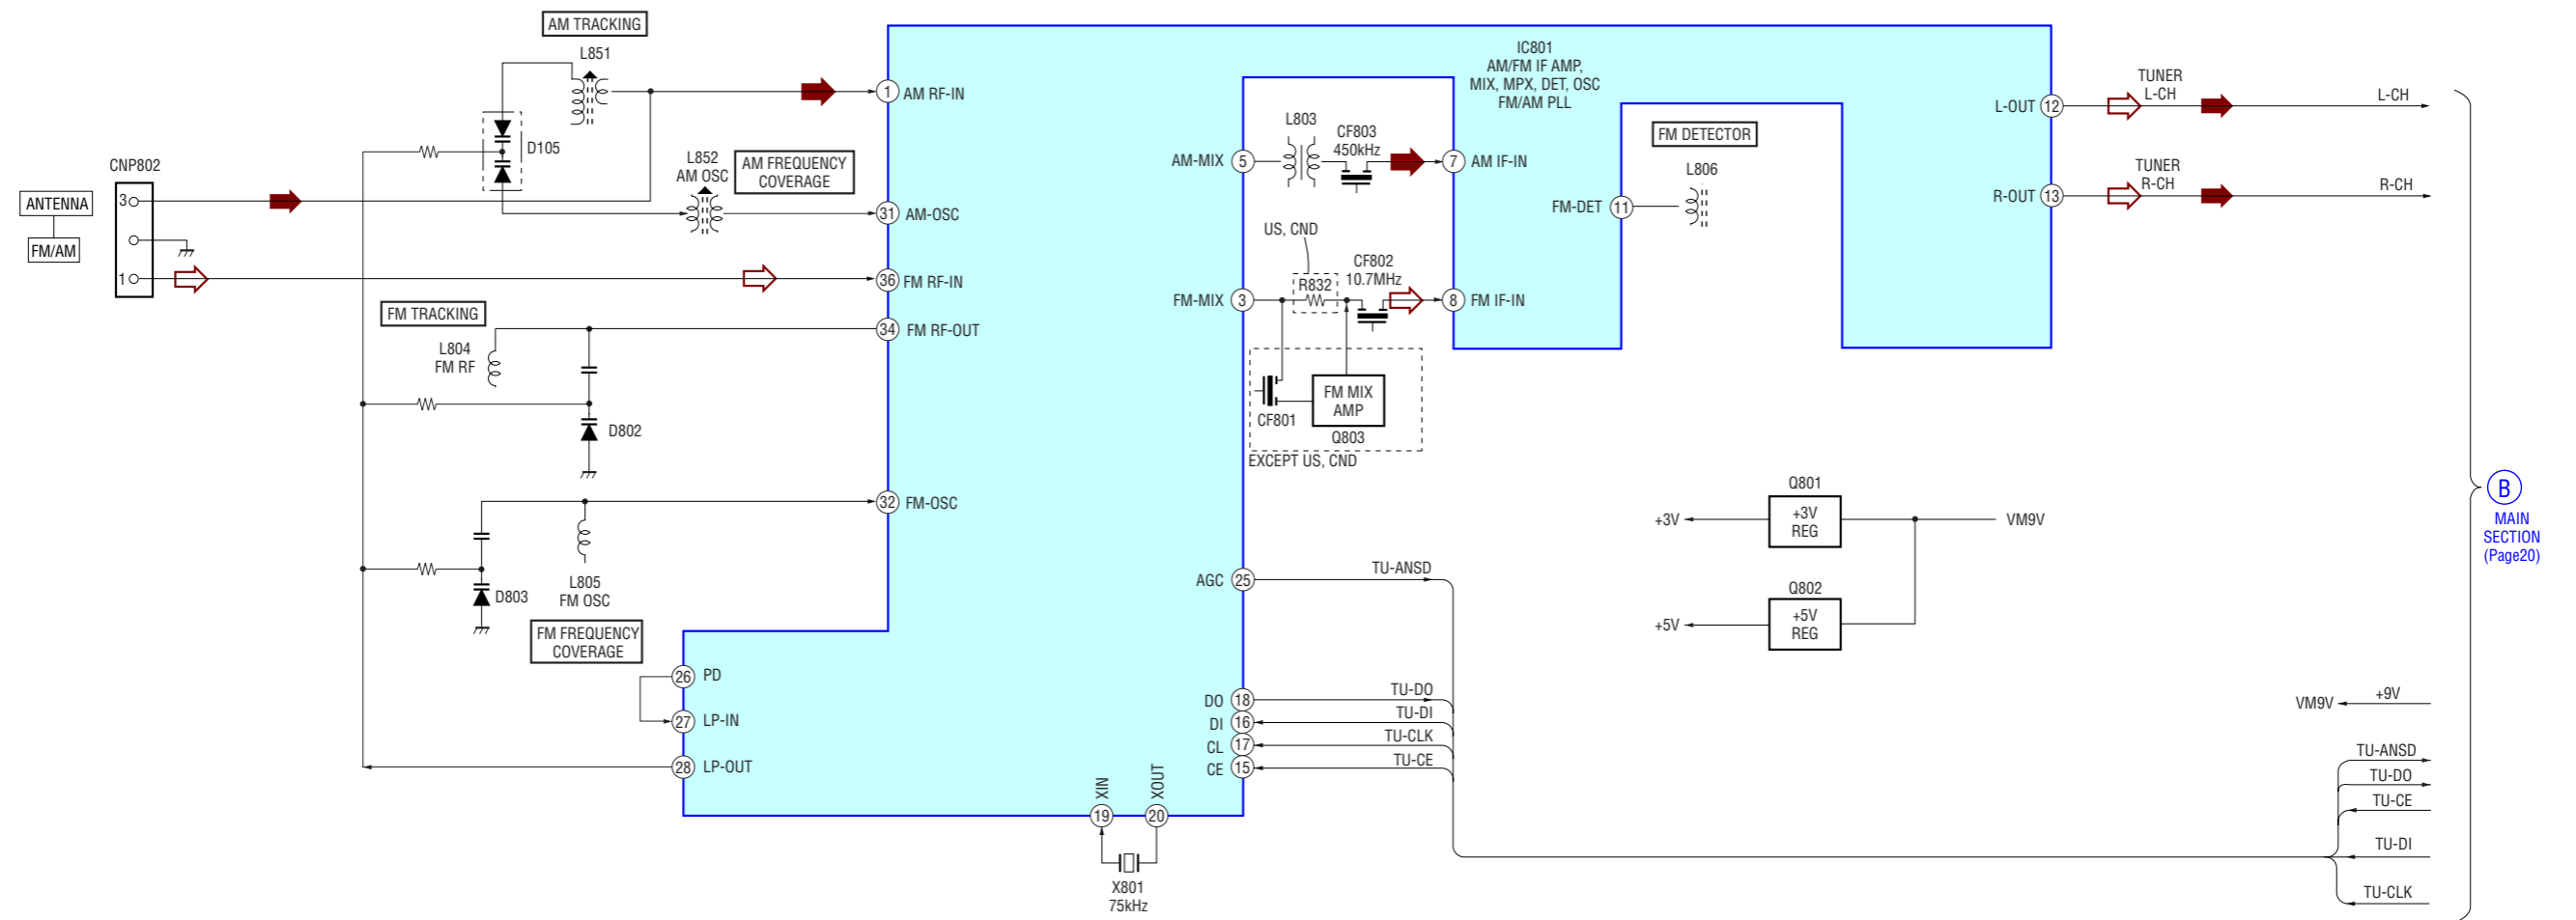 AM TRACKING
L851
D105
CNP802
ANTENNA
FM/AM
3
1
L852
AM OSC
AM FREQUENCY
COVERAGE
FM TRACKING
L804
FM RF
D802
D803
L805
FM OSC
FM FREQUENCY
COVERAGE
IC801
AM/FM IF AMP,
MIX, MPX, DET, OSC
FM/AM PLL
1 AM RF-IN
31 AM-OSC
36 FM RF-IN
34 FM RF-OUT
32 FM-OSC
26 PD
27 LP-IN
28 LP-OUT
XIN
19
XOUT
20
X801
75kHz
AM-MIX 5
L803
CF803
450kHz
7 AM IF-IN
US, CND
R832
CF802
10.7MHz
FM-MIX 3
8 FM IF-IN
CF801
FM MIX
AMP
Q803
EXCEPT US, CND
FM DETECTOR
L806
FM-DET 11
L-OUT 12
R-OUT 13
TUNER
L-CH
L-CH
TUNER
R-CH
R-CH
AGC 25
TU-ANSD
DO 18
TU-DO
DI 16
TU-DI
CL 17
TU-CLK
CE 15
TU-CE
Q801
+3V
+3V
REG
VM9V
Q802
+5V
+5V
REG
B
MAIN
SECTION
(Page20)
VM9V
+9V
TU-ANSD
TU-DO
TU-CE
TU-DI
TU-CLK